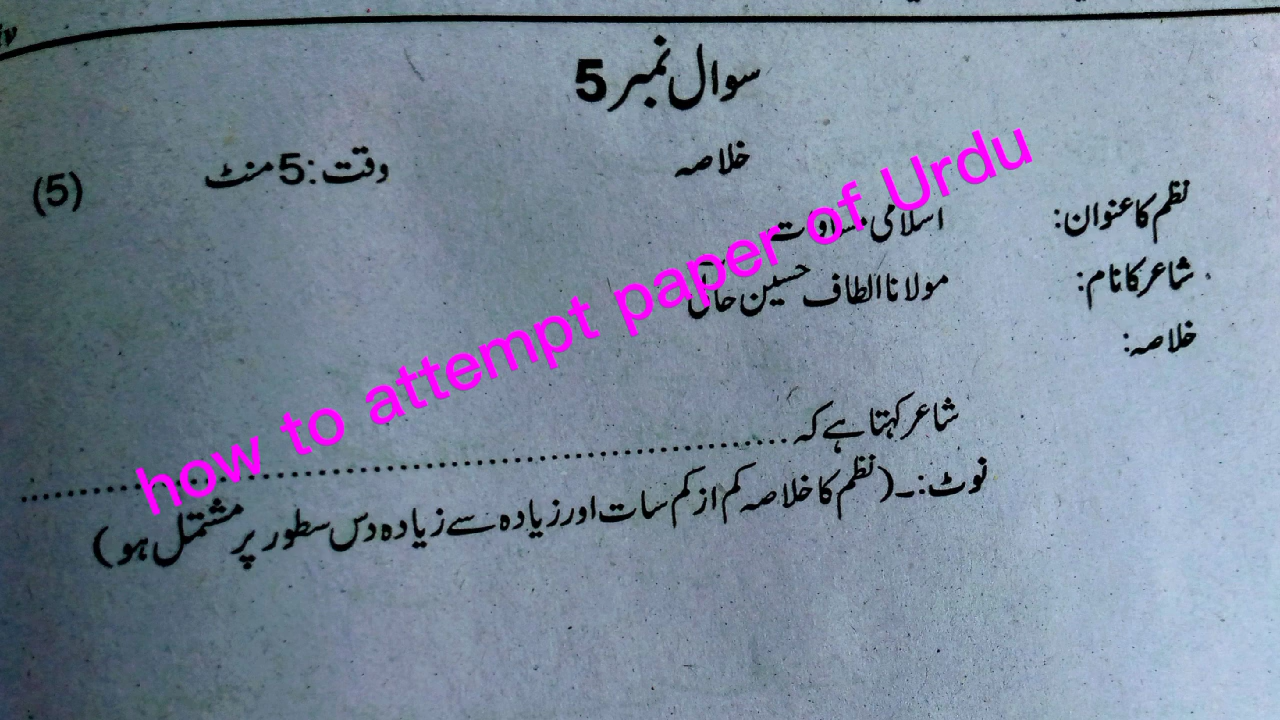 سوال نمبر 5
خلاصہ
وقت: 5 منٹ
(5)
نظم کا عنوان: اسلامی مساوات
شاعر کا نام: مولانا الطاف حسین حالی
خلاصہ:
شاعر کہتا ہے کہ ........................................................
نوٹ:۔ (نظم کا خلاصہ کم از کم سات اور زیادہ سے زیادہ دس سطور پر مشتمل ہو)
how to attempt paper of Urdu